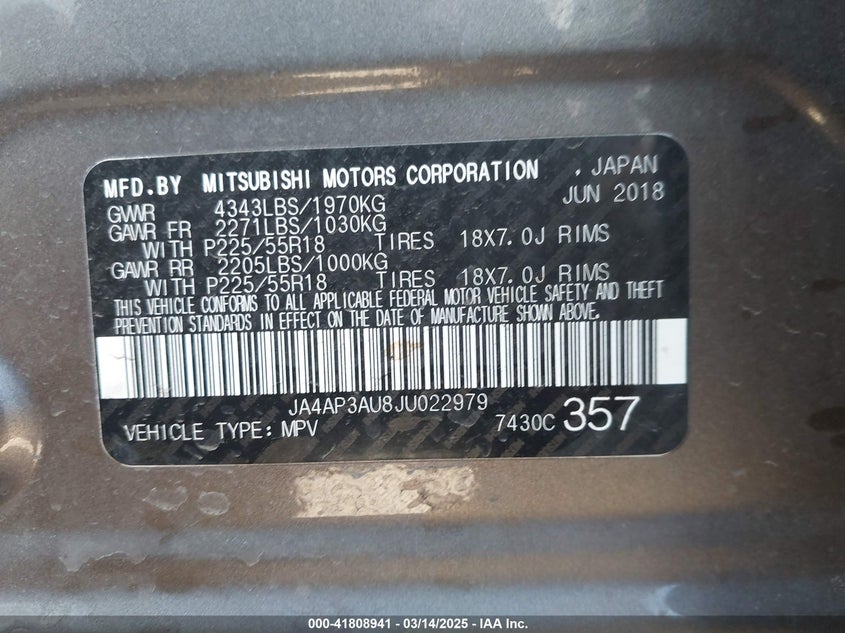 MFD.BY MITSUBISHI MOTORS CORPORATION , JAPAN
JUN 2018
GVWR 4343LBS/1970KG
GAWR FR 2271LBS/1030KG
WITH P225/55R18 TIRES 18X7.0J RIMS
GAWR RR 2205LBS/1000KG
WITH P225/55R18 TIRES 18X7.0J RIMS
THIS VEHICLE CONFORMS TO ALL APPLICABLE FEDERAL MOTOR VEHICLE SAFETY AND THEFT
PREVENTION STANDARDS IN EFFECT ON THE DATE OF MANUFACTURE SHOWN ABOVE.
JA4AP3AU8JU022979
VEHICLE TYPE: MPV 7430C 357
000-41808941 - 03/14/2025 - IAA Inc.